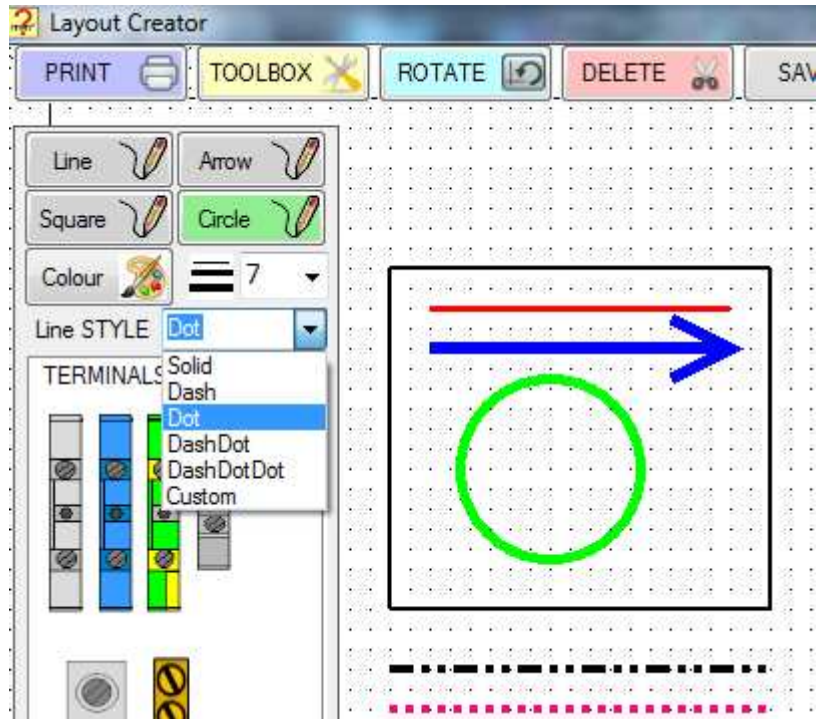 Layout Creator
PRINT TOOLBOX ROTATE DELETE SAV
Line Arrow
Square Circle
Colour 7
Line STYLE Dot
TERMINALS
Solid
Dash
Dot
DashDot
DashDotDot
Custom